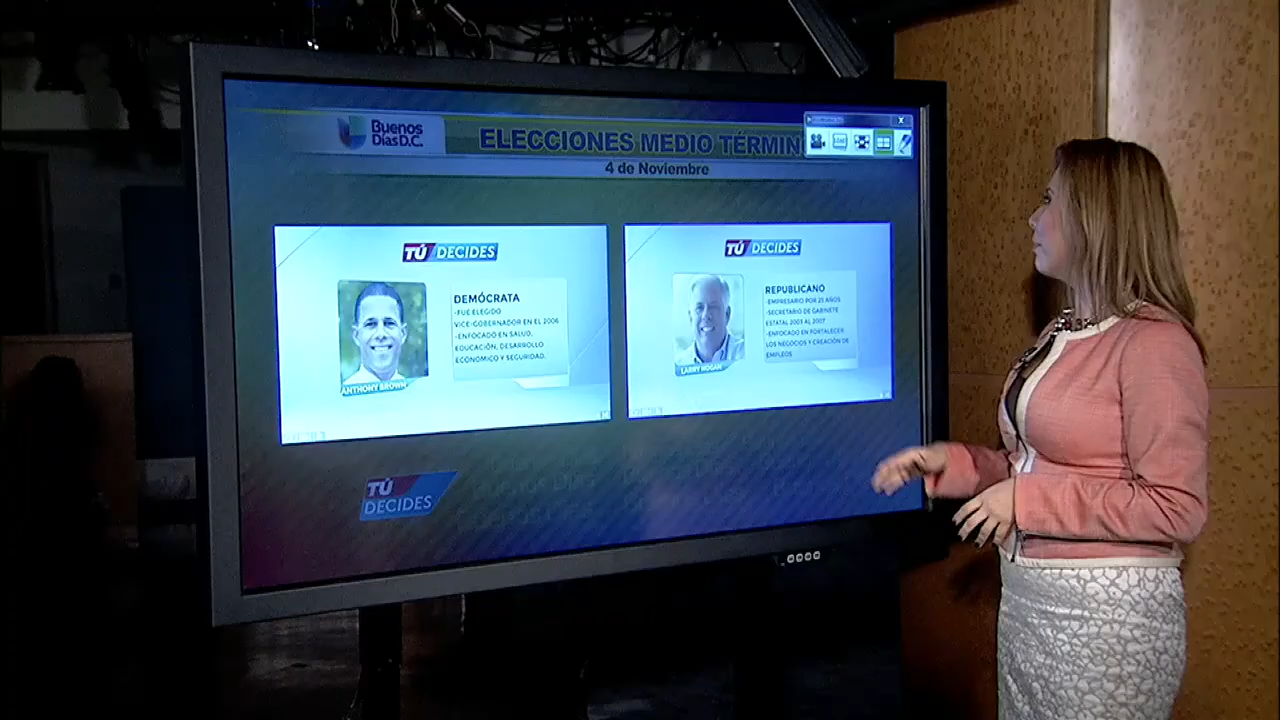 Buenos
Días D.C.
ELECCIONES MEDIO TÉRMIN
4 de Noviembre
TÚ DECIDES
DEMÓCRATA
-FUE ELEGIDO
VICE-GOBERNADOR EN EL 2006
-ENFOCADO EN SALUD,
EDUCACIÓN, DESARROLLO
ECONOMICO Y SEGURIDAD.
ANTHONY BROWN
TÚ DECIDES
REPUBLICANO
-EMPRESARIO POR 25 AÑOS
-SECRETARIO DE GABINETE
ESTATAL 2003 AL 2007
-ENFOCADO EN FORTALECER
LOS NEGOCIOS Y CREACIÓN DE
EMPLEOS
LARRY HOGAN
TÚ
DECIDES